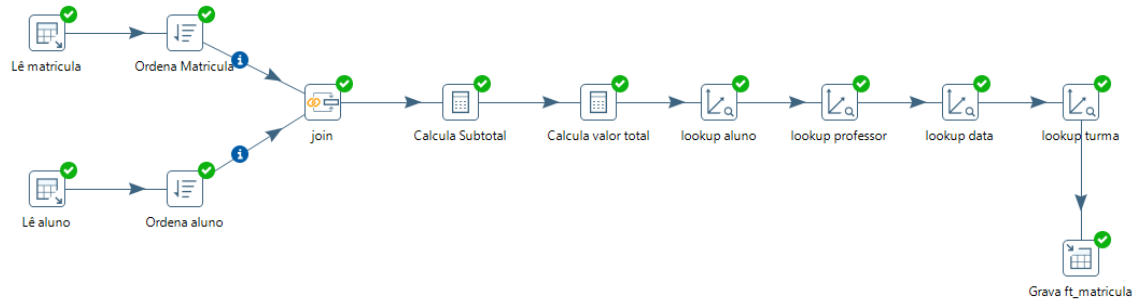 Lê matricula
Ordena Matricula
join
Calcula Subtotal
Calcula valor total
lookup aluno
lookup professor
lookup data
lookup turma
Lê aluno
Ordena aluno
Grava ft_matricula